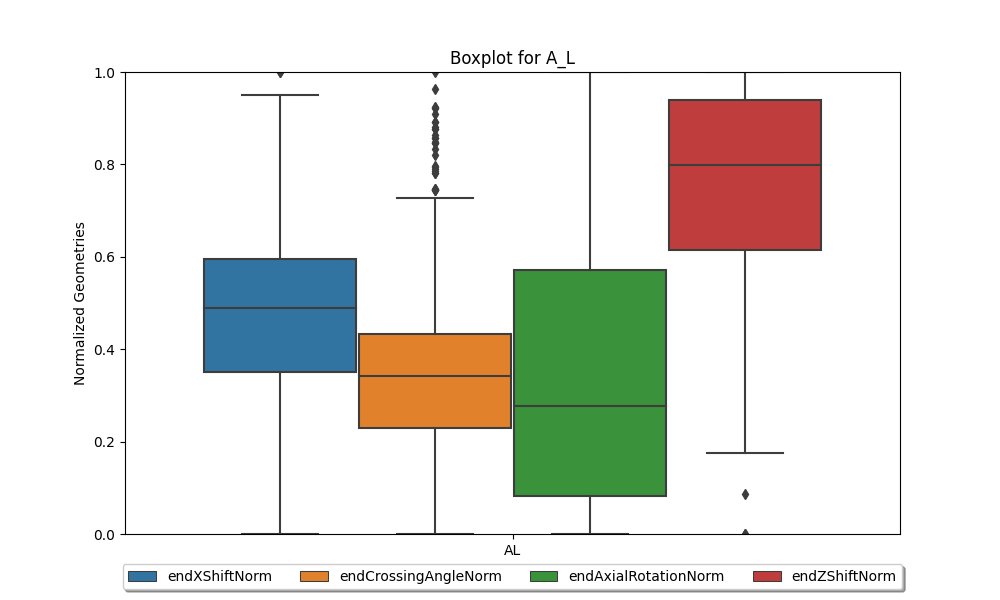 Boxplot for A_L
1.0
0.8
0.6
0.4
0.2
0.0
Normalized Geometries
AL
endXShiftNorm
endCrossingAngleNorm
endAxialRotationNorm
endZShiftNorm